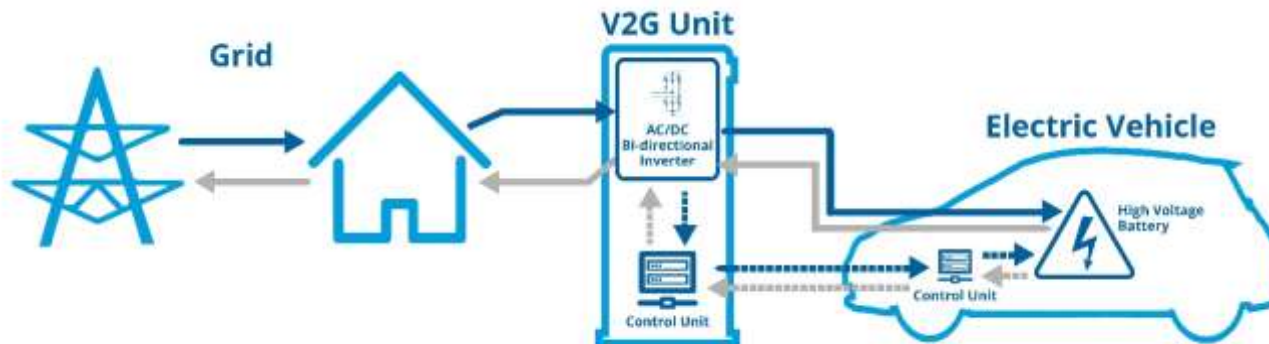 V2G Unit
Grid
AC/DC
Bi-directional
Inverter
Electric Vehicle
High Voltage
Battery
Control Unit
Control Unit